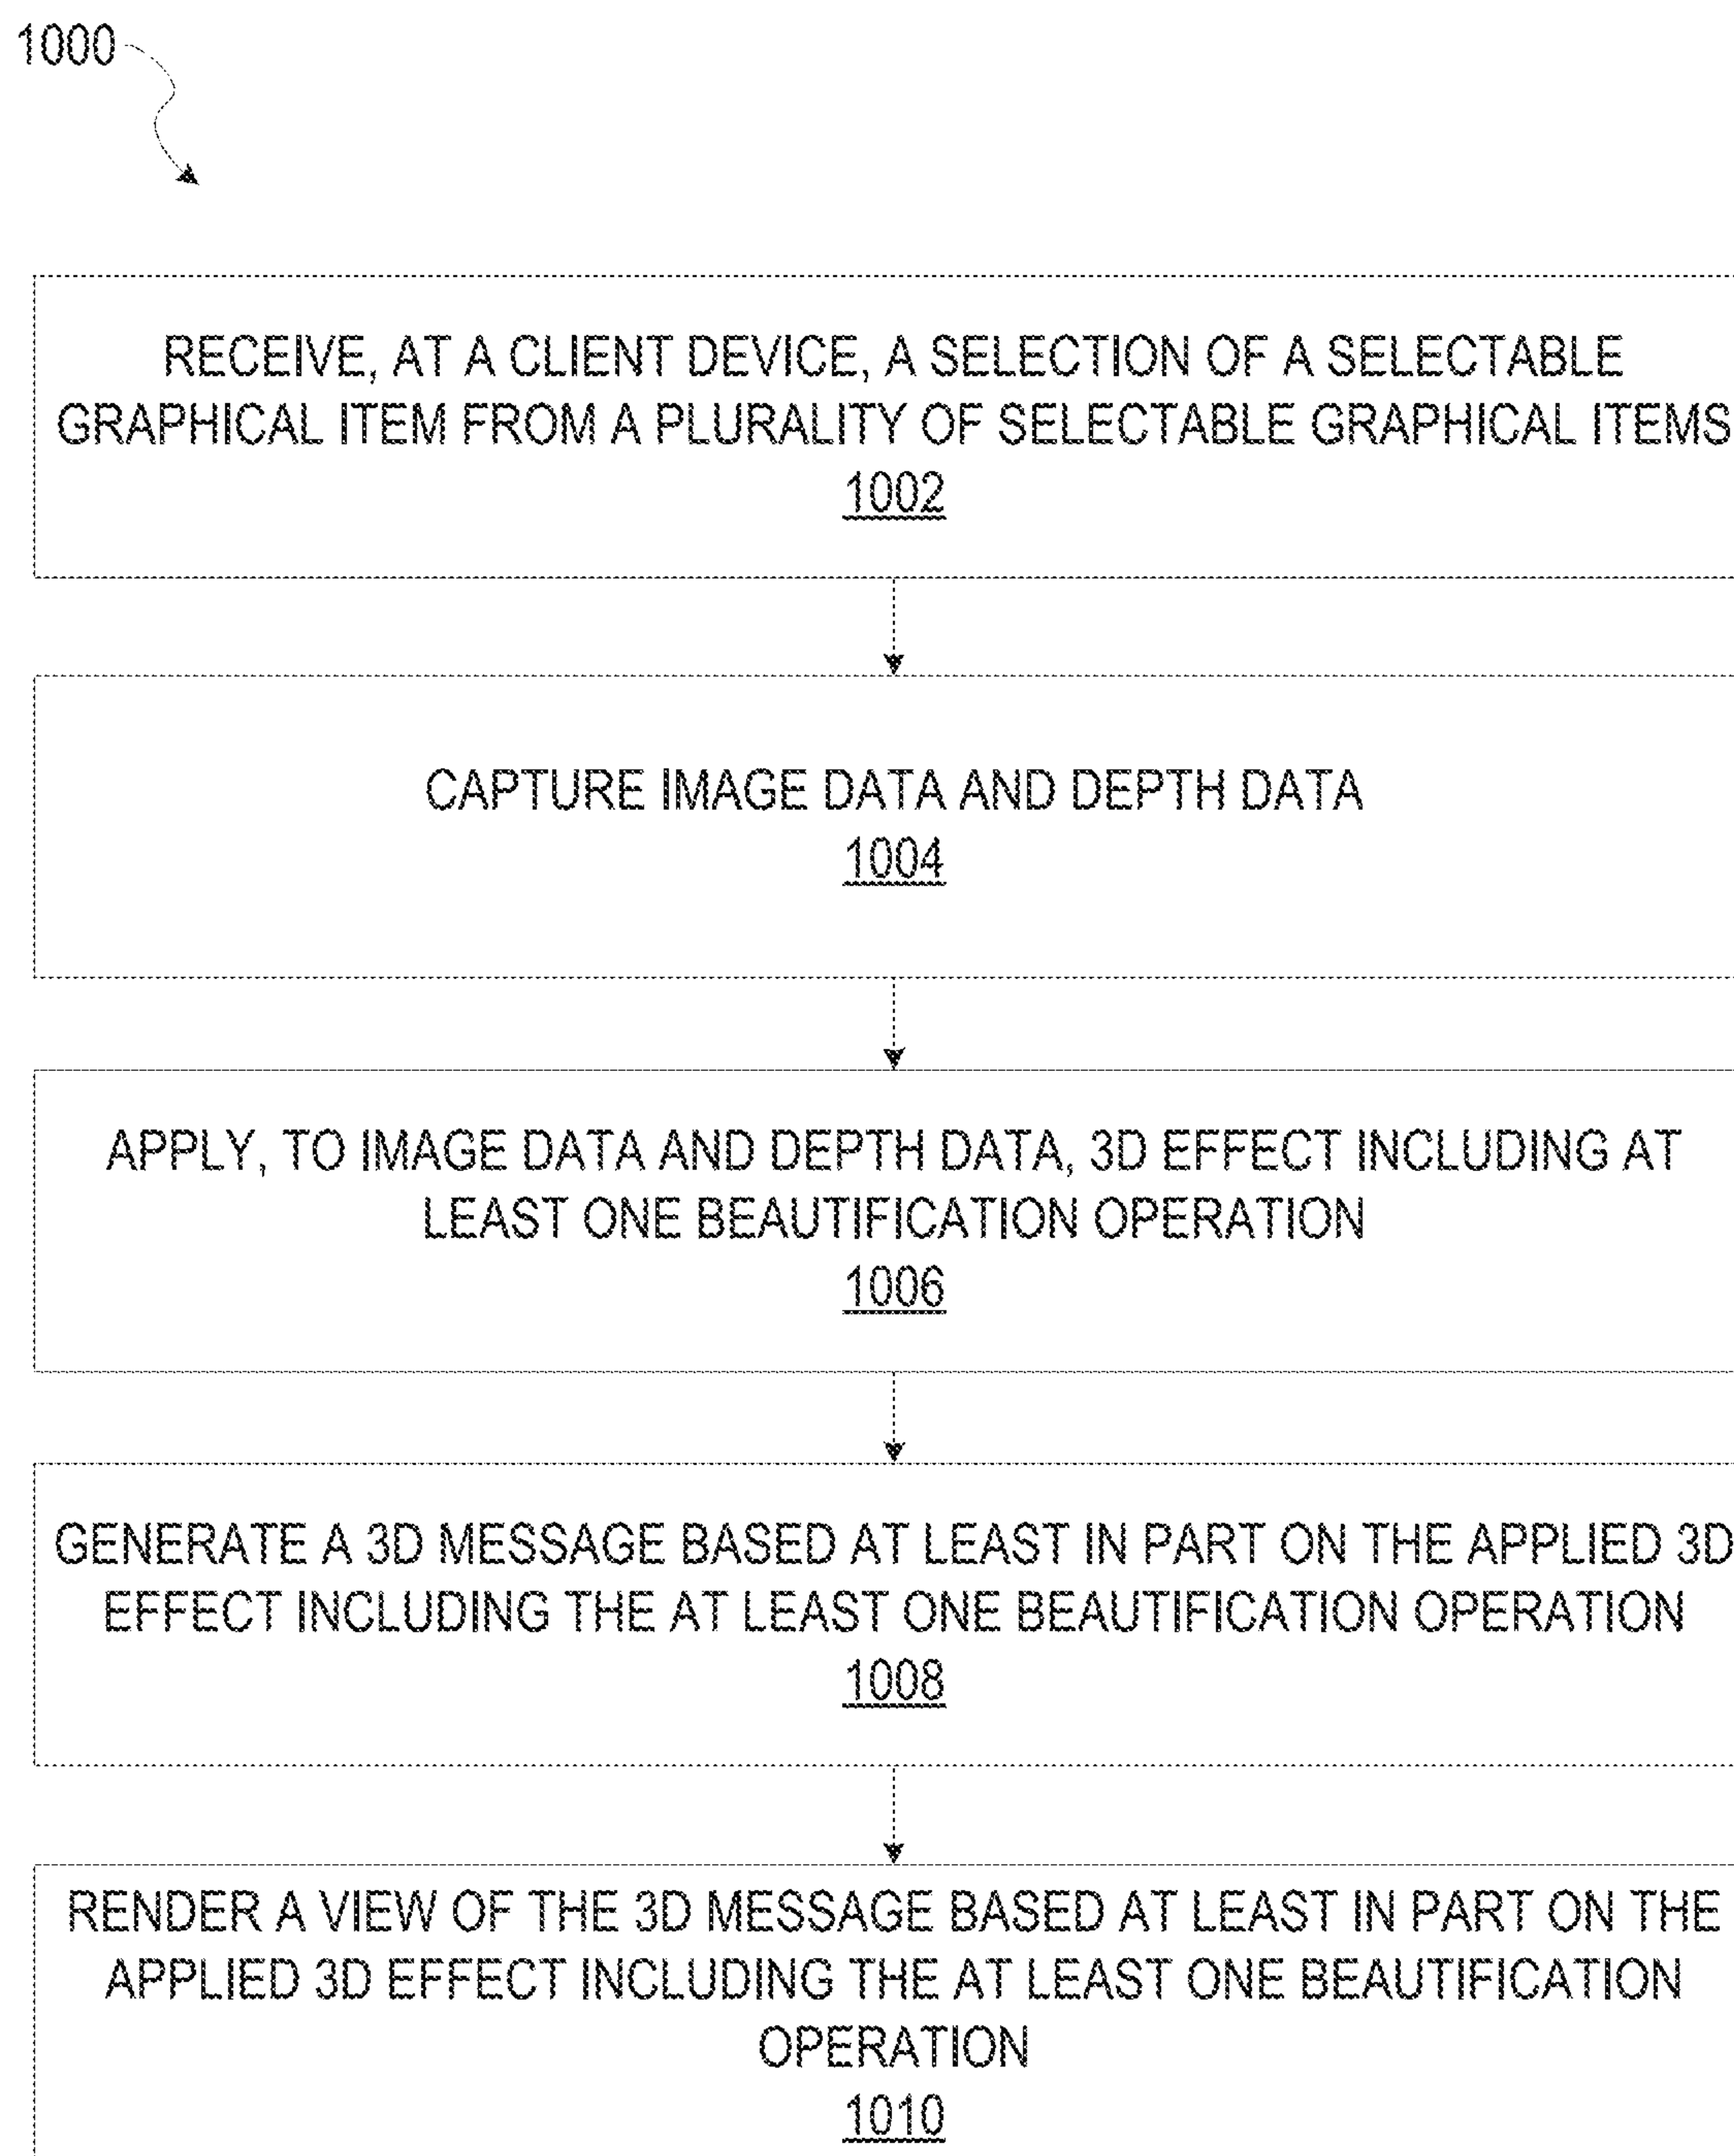 1000
RECEIVE, AT A CLIENT DEVICE, A SELECTION OF A SELECTABLE
GRAPHICAL ITEM FROM A PLURALITY OF SELECTABLE GRAPHICAL ITEMS
1002
CAPTURE IMAGE DATA AND DEPTH DATA
1004
APPLY, TO IMAGE DATA AND DEPTH DATA, 3D EFFECT INCLUDING AT
LEAST ONE BEAUTIFICATION OPERATION
1006
GENERATE A 3D MESSAGE BASED AT LEAST IN PART ON THE APPLIED 3D
EFFECT INCLUDING THE AT LEAST ONE BEAUTIFICATION OPERATION
1008
RENDER A VIEW OF THE 3D MESSAGE BASED AT LEAST IN PART ON THE
APPLIED 3D EFFECT INCLUDING THE AT LEAST ONE BEAUTIFICATION
OPERATION
1010